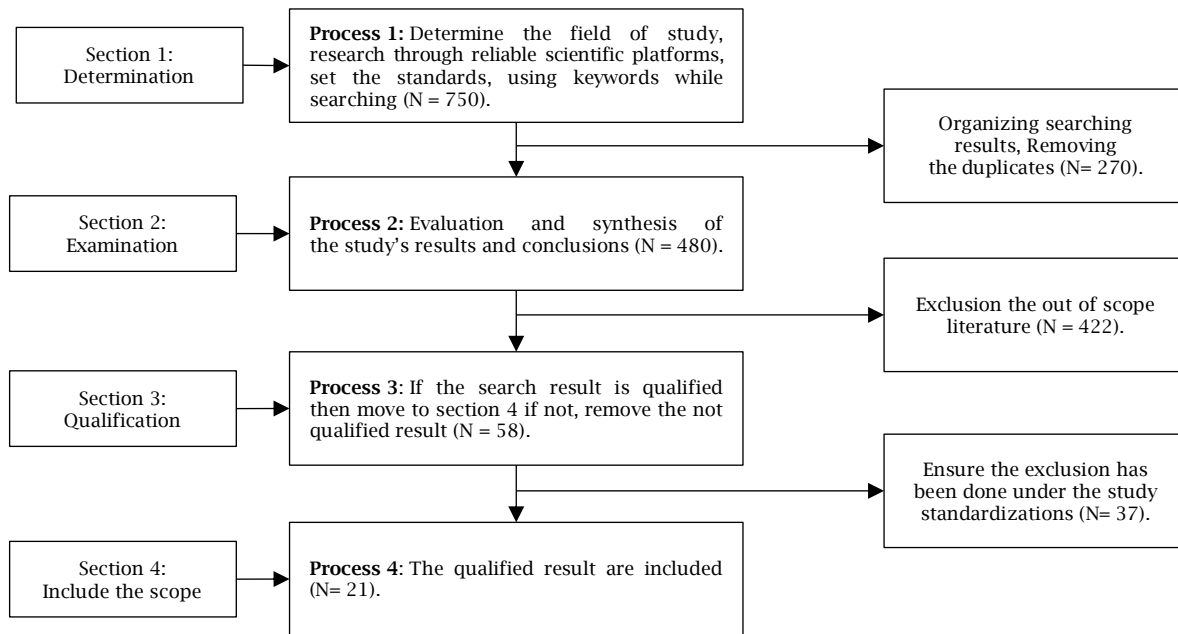 Section 1:
Determination
Process 1: Determine the field of study,
research through reliable scientific platforms,
set the standards, using keywords while
searching (N = 750).
Organizing searching
results, Removing
the duplicates (N= 270).
Section 2:
Examination
Process 2: Evaluation and synthesis of
the study's results and conclusions (N = 480).
Exclusion the out of scope
literature (N = 422).
Section 3:
Qualification
Process 3: If the search result is qualified
then move to section 4 if not, remove the not
qualified result (N = 58).
Ensure the exclusion has
been done under the study
standardizations (N= 37).
Section 4:
Include the scope
Process 4: The qualified result are included
(N= 21).